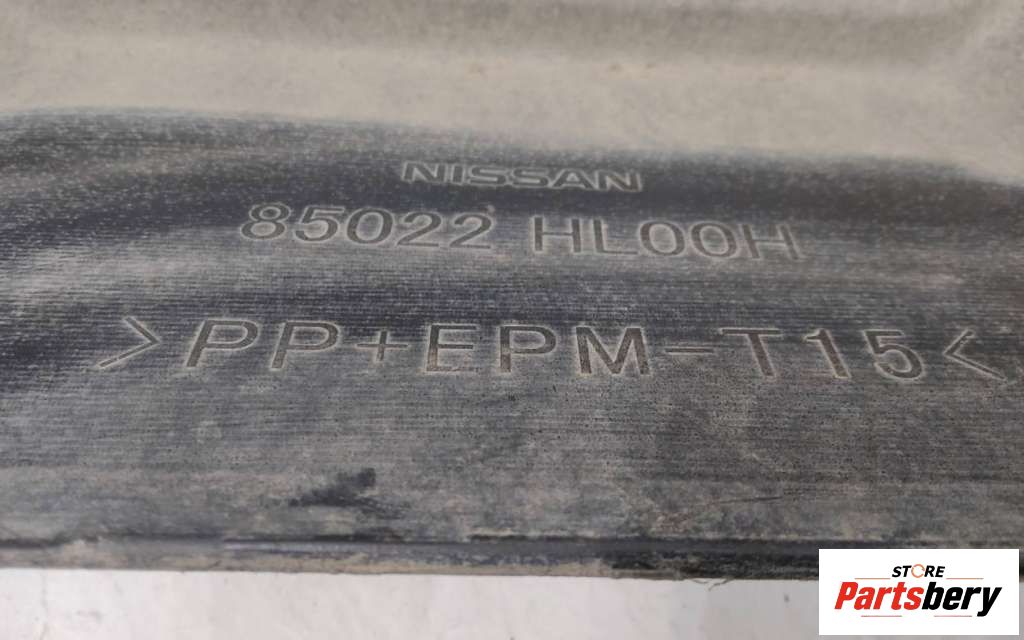 NISSAN
85022 HL00H
>PP+EPM-T15<
STORE
Partsbery